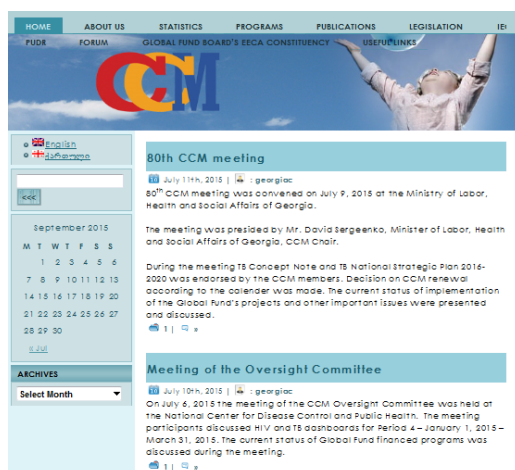 HOME ABOUT US STATISTICS PROGRAMS PUBLICATIONS LEGISLATION IE
PUDR FORUM GLOBAL FUND BOARD'S EECA CONSTITUENCY USEFUL LINKS
CCM
English
ქართული
<<<
September 2015
M T W T F S S
1 2 3 4 5 6
7 8 9 10 11 12 13
14 15 16 17 18 19 20
21 22 23 24 25 26 27
28 29 30
« Jul
ARCHIVES
Select Month
80th CCM meeting
July 11th, 2015 | : georgiac
80th CCM meeting was convened on July 9, 2015 at the Ministry of Labor,
Health and Social Affairs of Georgia.
The meeting was presided by Mr. David Sergeenko, Minister of Labor, Health
and Social Affairs of Georgia, CCM Chair.
During the meeting TB Concept Note and TB National Strategic Plan 2016-
2020 was endorsed by the CCM members. Decision on CCM renewal
according to the calender was made. The current status of implementation
of the Global Fund's projects and other important issues were presented
and discussed.
1 | »
Meeting of the Oversight Committee
July 10th, 2015 | : georgiac
On July 6, 2015 the meeting of the CCM Oversight Committee was held at
the National Center for Disease Control and Public Health. The meeting
participants discussed HIV and TB dashboards for Period 4 – January 1, 2015 –
March 31, 2015. The current status of Global Fund financed programs was
discussed during the meeting.
1 | »